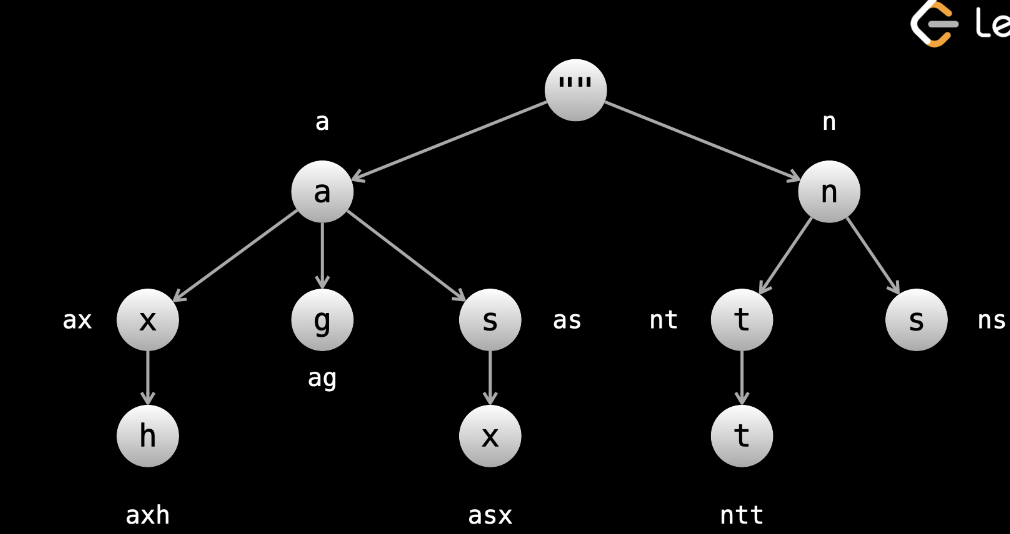 Le
""
a n
a n
ax x g s as nt t s ns
ag
h x t
axh asx ntt